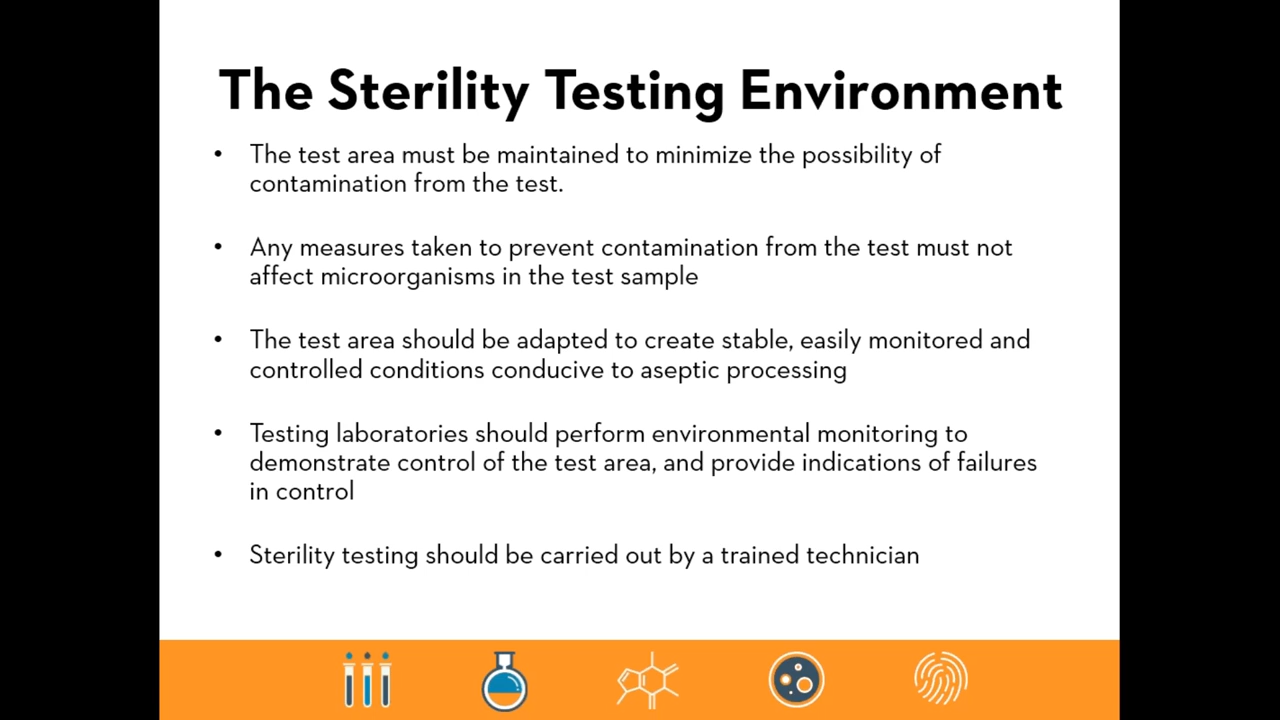 The Sterility Testing Environment
• The test area must be maintained to minimize the possibility of
contamination from the test.
• Any measures taken to prevent contamination from the test must not
affect microorganisms in the test sample
• The test area should be adapted to create stable, easily monitored and
controlled conditions conducive to aseptic processing
• Testing laboratories should perform environmental monitoring to
demonstrate control of the test area, and provide indications of failures
in control
• Sterility testing should be carried out by a trained technician